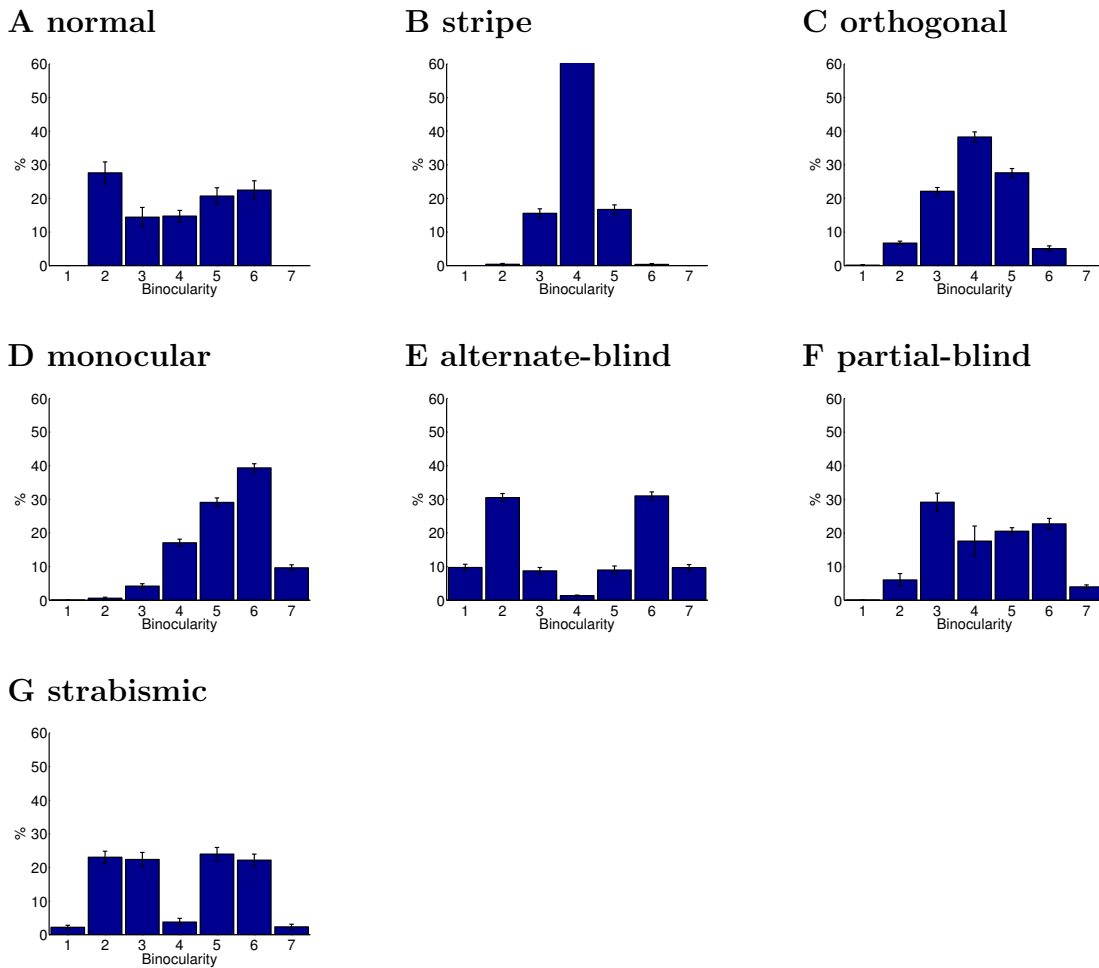 A normal
B stripe
C orthogonal
60
50
40
30
20
10
0
%
1 2 3 4 5 6 7
Binocularity
60
50
40
30
20
10
0
%
1 2 3 4 5 6 7
Binocularity
60
50
40
30
20
10
0
%
1 2 3 4 5 6 7
Binocularity
D monocular
E alternate-blind
F partial-blind
60
50
40
30
20
10
0
%
1 2 3 4 5 6 7
Binocularity
60
50
40
30
20
10
0
%
1 2 3 4 5 6 7
Binocularity
60
50
40
30
20
10
0
%
1 2 3 4 5 6 7
Binocularity
G strabismic
60
50
40
30
20
10
0
%
1 2 3 4 5 6 7
Binocularity